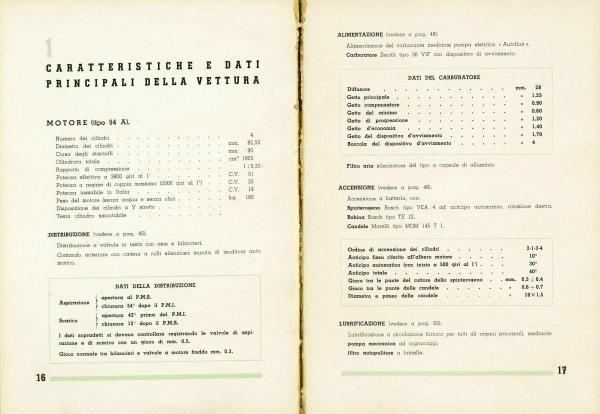 1
CARATTERISTICHE E DATI
PRINCIPALI DELLA VETTURA
MOTORE (tipo 84 A).
Numero dei cilindri . . . 4
Diametro dei cilindri . . . mm. 82,55
Corsa degli stantuffi . . . mm. 90
Cilindrata totale . . . cm³ 1925
Rapporto di compressione . . . 1 : 5,35
Potenza effettiva a 3800 giri al 1' . . . C.V. 51
Potenza a regime di coppia massima (2000 giri al 1') . . . C.V. 33
Potenza tassabile in Italia . . . C.V. 19
Peso del motore (senza acqua e senza olio) . . . kg. 166
Disposizione dei cilindri a V stretto . . .
Testa cilindro smontabile . . .
DISTRIBUZIONE (vedere a pag. 42).
Distribuzione a valvole in testa con aste e bilancieri.
Comando anteriore con catena a rulli silenziosa munita di tenditore auto-
matico.
DATI DELLA DISTRIBUZIONE
Aspirazione { apertura al P.M.S.
chiusura 54° dopo il P.M.I.
Scarico { apertura 42° prima del P.M.I.
chiusura 12° dopo il P.M.S.
I dati sopradetti si devono controllare registrando le valvole di aspi-
razione e di scarico con un gioco di mm. 0.5.
Gioco normale tra bilancieri e valvole a motore freddo mm. 0.2.
16
ALIMENTAZIONE (vedere a pag. 48).
Alimentazione del carburante mediante pompa elettrica « Autoflux ».
Carburatore Zenith tipo 36 VIF con dispositivo di avviamento.
DATI DEL CARBURATORE
Diffusore . . . mm. 28
Getto principale . . . » 1.25
Getto compensatore . . . » 0.90
Getto del minimo . . . » 0.60
Getto di progressione . . . » 1.20
Getto d'economia . . . » 1.40
Getto del dispositivo d'avviamento . . . » 1.70
Boccola del dispositivo d'avviamento . . . » 4
Filtro aria silenziatore del tipo a capsule di alluminio.
ACCENSIONE (vedere a pag. 48).
Accensione a batteria, con:
Spinterogeno Bosch tipo VEA 4 ad anticipo automatico, rotazione destra.
Bobina Bosch tipo TE 12.
Candele Marelli tipo MDM 145 T 1.
Ordine di accensione dei cilindri . . . 2-1-3-4
Anticipo fisso riferito all'albero motore . . . 10°
Anticipo automatico (con inizio a 500 giri al 1') . . . 30°
Anticipo totale . . . 40°
Gioco tra le punte del ruttore dello spinterogeno . . mm. 0.3 ÷ 0.4
Gioco tra le punte delle candele . . . » 0.6 ÷ 0.7
Diametro e passo delle candele . . . » 18 × 1.5
LUBRIFICAZIONE (vedere a pag. 50).
Lubrificazione a circolazione forzata per tutti gli organi principali, mediante:
pompa meccanica ad ingranaggi.
filtro autopulitore a lamelle.
17